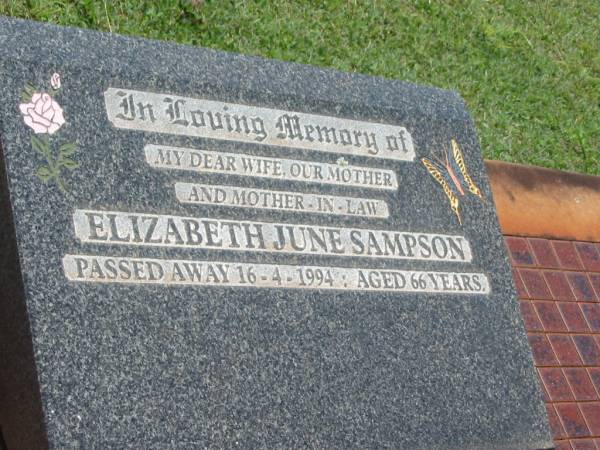 In Loving Memory of
MY DEAR WIFE, OUR MOTHER
AND MOTHER - IN - LAW
ELIZABETH JUNE SAMPSON
PASSED AWAY 16 - 4 - 1994 : AGED 66 YEARS.